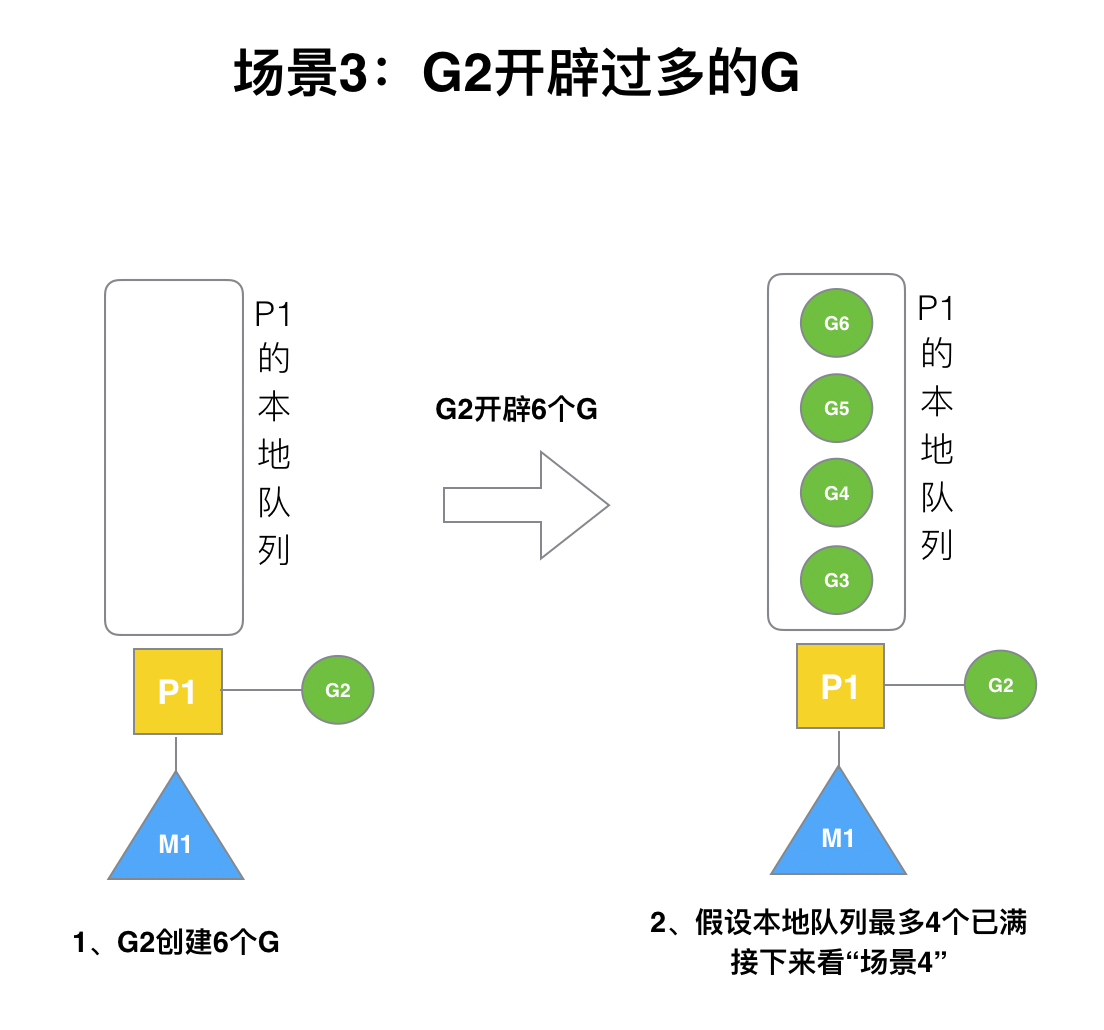 场景3：G2开辟过多的G
P1的本地队列
P1
G2
M1
1、G2创建6个G
G2开辟6个G
G6
G5
G4
G3
P1的本地队列
P1
G2
M1
2、假设本地队列最多4个已满
接下来看“场景4”